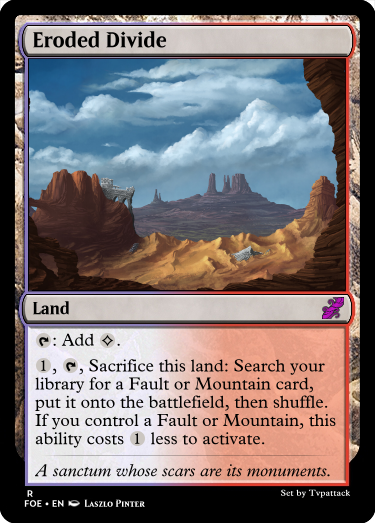 Eroded Divide
Land
: Add .
1, , Sacrifice this land: Search your
library for a Fault or Mountain card,
put it onto the battlefield, then shuffle.
If you control a Fault or Mountain, this
ability costs 1 less to activate.
A sanctum whose scars are its monuments.
R
Set by Tvpattack
FOE • EN Laszlo Pinter